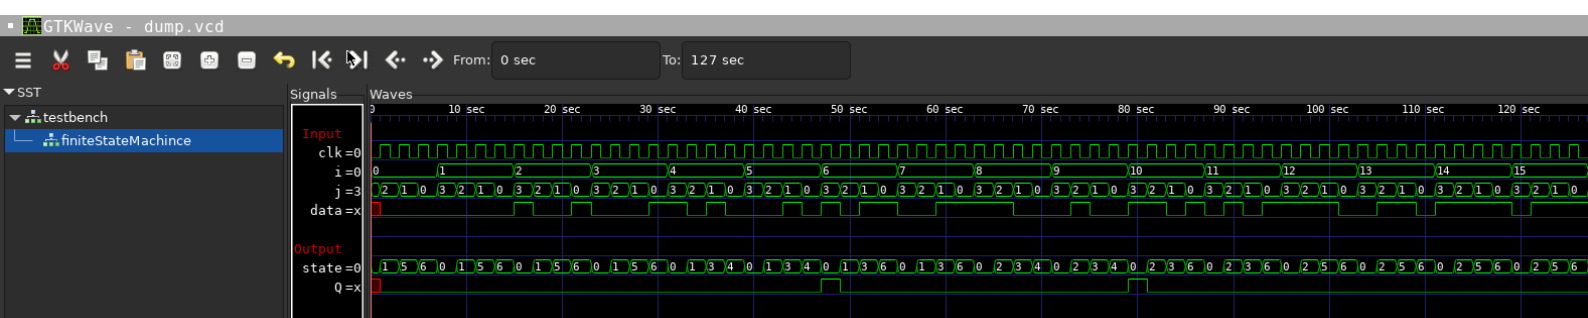 GTKWave - dump.vcd
From: 0 sec To: 127 sec
SST
testbench
finiteStateMachince
Signals
Waves
0 10 sec 20 sec 30 sec 40 sec 50 sec 60 sec 70 sec 80 sec 90 sec 100 sec 110 sec 120 sec
Input
clk=0
i=0 0 1 2 3 4 5 6 7 8 9 10 11 12 13 14 15
j=3 2 1 0 3 2 1 0 3 2 1 0 3 2 1 0 3 2 1 0 3 2 1 0 3 2 1 0 3 2 1 0 3 2 1 0 3 2 1 0 3 2 1 0 3 2 1 0 3 2 1 0 3 2 1 0 3 2 1 0 3 2 1 0
data=x
Output
state=0 1 5 6 0 1 5 6 0 1 5 6 0 1 5 6 0 1 3 4 0 1 3 4 0 1 3 6 0 1 3 6 0 2 3 4 0 2 3 4 0 2 3 6 0 2 3 6 0 2 5 6 0 2 5 6 0 2 5 6 0 2 5 6
Q=x